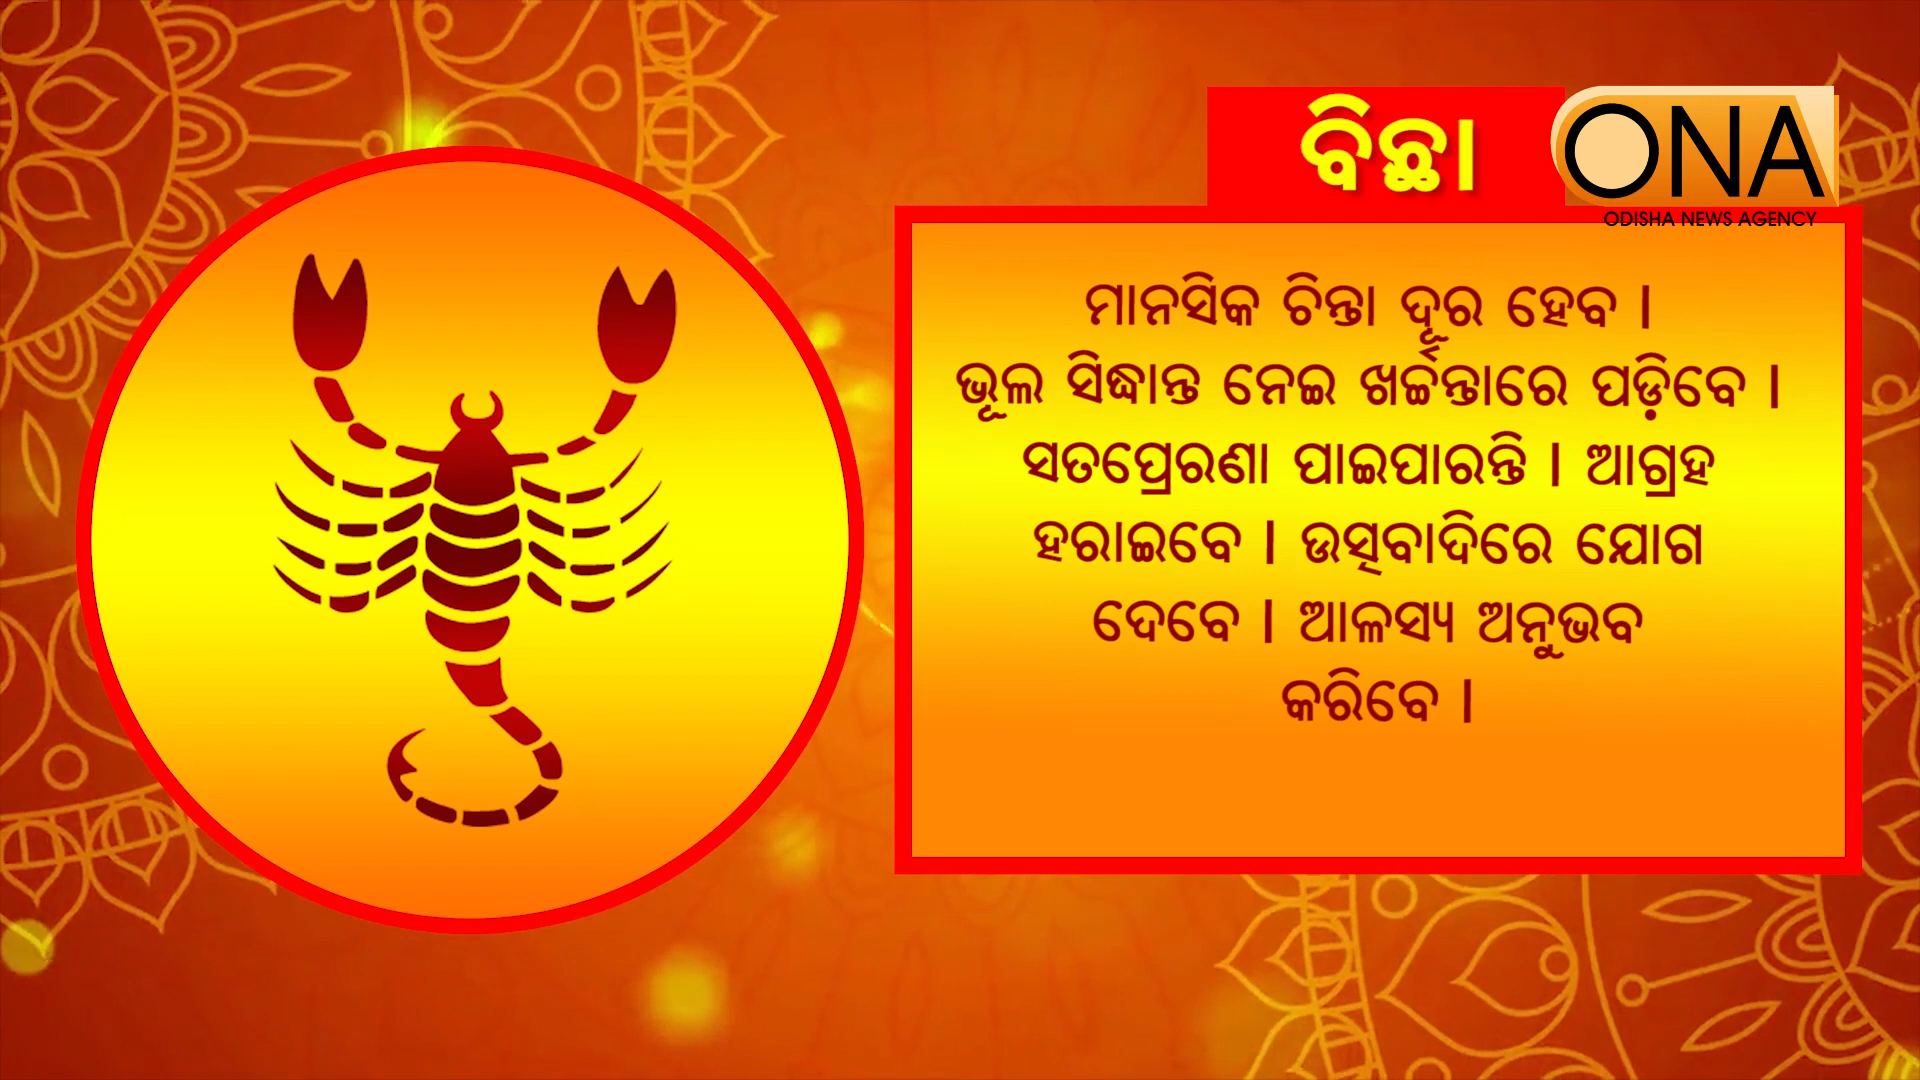 ବିଛା
ONA
ODISHA NEWS AGENCY
ମାନସିକ ଚିନ୍ତା ଦୂର ହେବ ।
ଭୂଲ ସିଦ୍ଧାନ୍ତ ନେଇ ଖର୍ଚ୍ଚନ୍ତାରେ ପଡ଼ିବେ ।
ସତପ୍ରେରଣା ପାଇପାରନ୍ତି । ଆଗ୍ରହ
ହରାଇବେ । ଉତ୍ସବାଦିରେ ଯୋଗ
ଦେବେ । ଆଳସ୍ୟ ଅନୁଭବ
କରିବେ ।